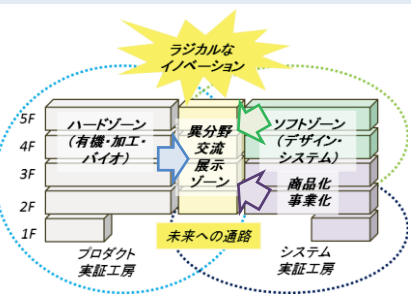 ラジカルな
イノベーション
5F
4F
3F
2F
1F
ハードゾーン
(有機・加工・
バイオ)
異分野
交流
展示
ゾーン
ソフトゾーン
(デザイン・
システム)
商品化
事業化
未来への通路
プロダクト
実証工房
システム
実証工房